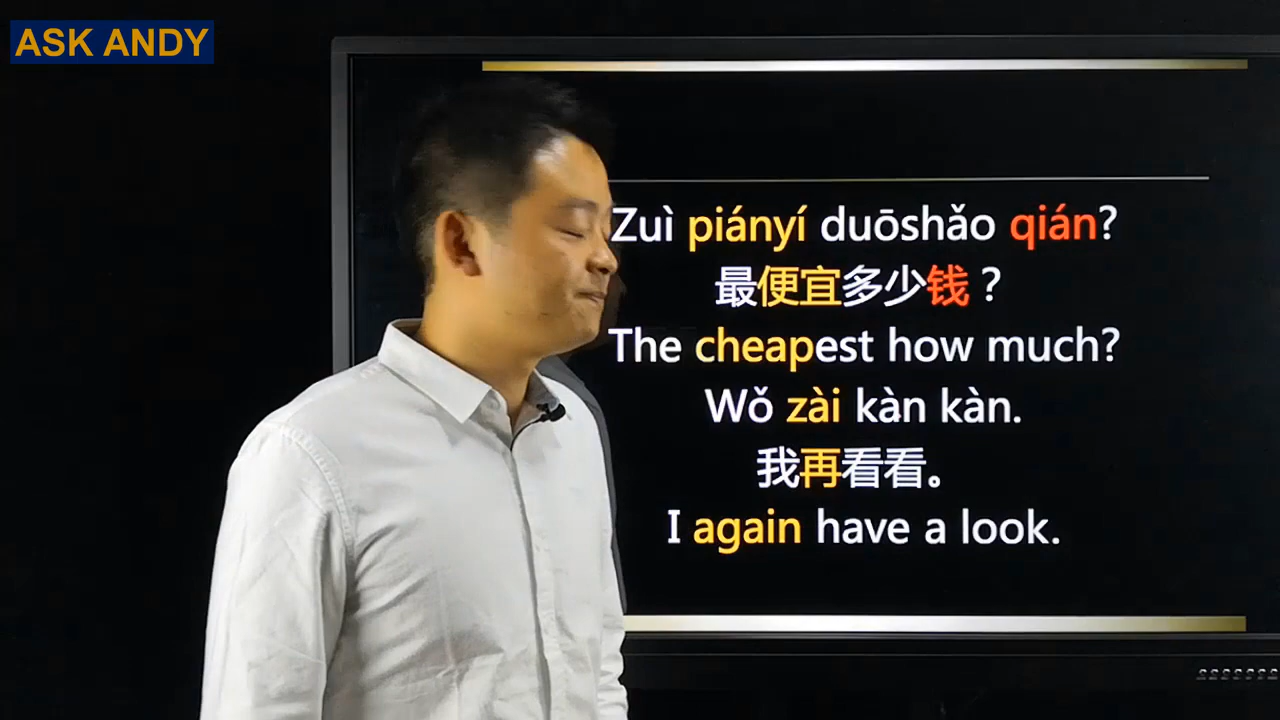 ASK ANDY
Zuì piányí duōshǎo qián?
最便宜多少钱？
The cheapest how much?
Wǒ zài kàn kàn.
我再看看。
I again have a look.